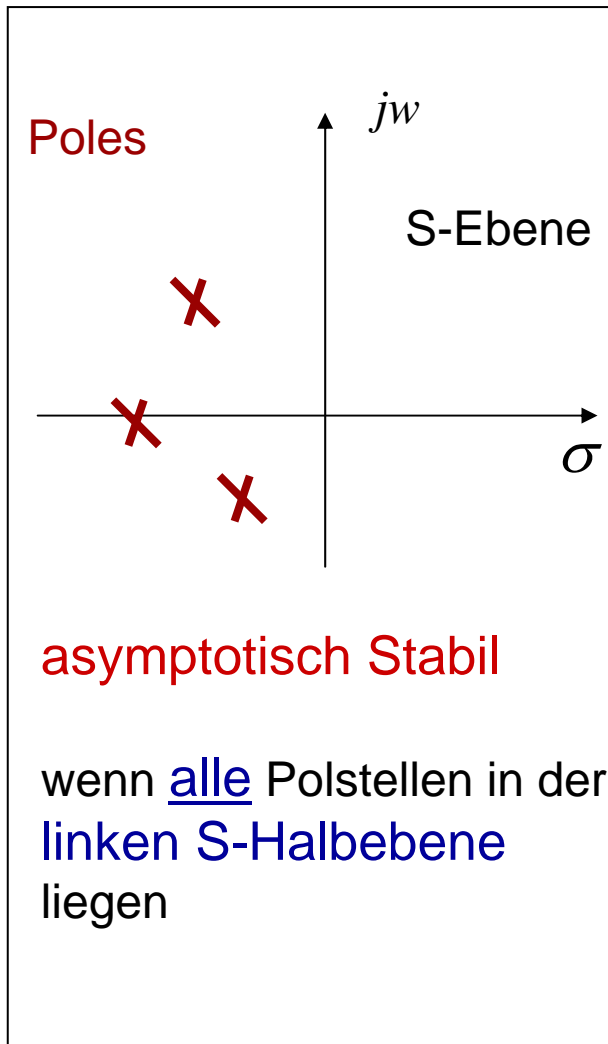 jw
Poles
S-Ebene
σ
asymptotisch Stabil
wenn alle Polstellen in der
linken S-Halbebene
liegen